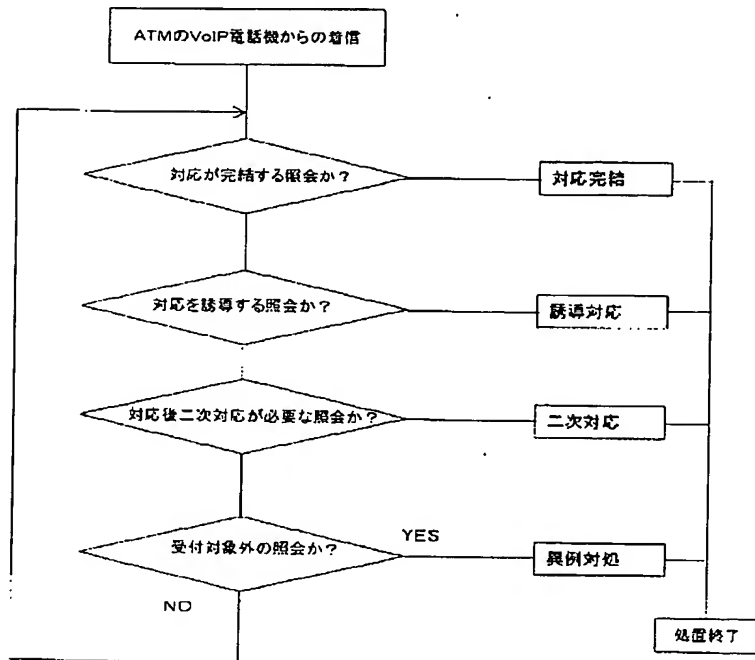 ATMのVoIP電話機からの着信
対応が完結する照会か？
対応完結
対応を誘導する照会か？
誘導対応
対応後二次対応が必要な照会か？
二次対応
受付対象外の照会か？
YES
異例対処
NO
処置終了